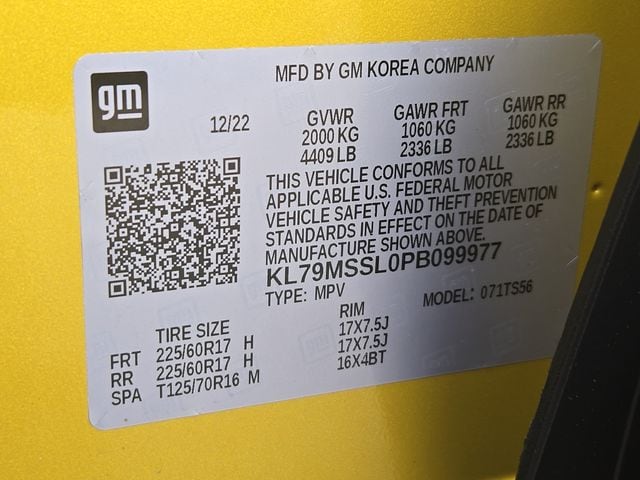 gm
MFD BY GM KOREA COMPANY
12/22
GVWR GAWR FRT GAWR RR
2000 KG 1060 KG 1060 KG
4409 LB 2336 LB 2336 LB
THIS VEHICLE CONFORMS TO ALL
APPLICABLE U.S. FEDERAL MOTOR
VEHICLE SAFETY AND THEFT PREVENTION
STANDARDS IN EFFECT ON THE DATE OF
MANUFACTURE SHOWN ABOVE.
KL79MSSL0PB099977
TYPE: MPV MODEL: 071TS56
TIRE SIZE RIM
FRT 225/60R17 H 17X7.5J
RR 225/60R17 H 17X7.5J
SPA T125/70R16 M 16X4BT